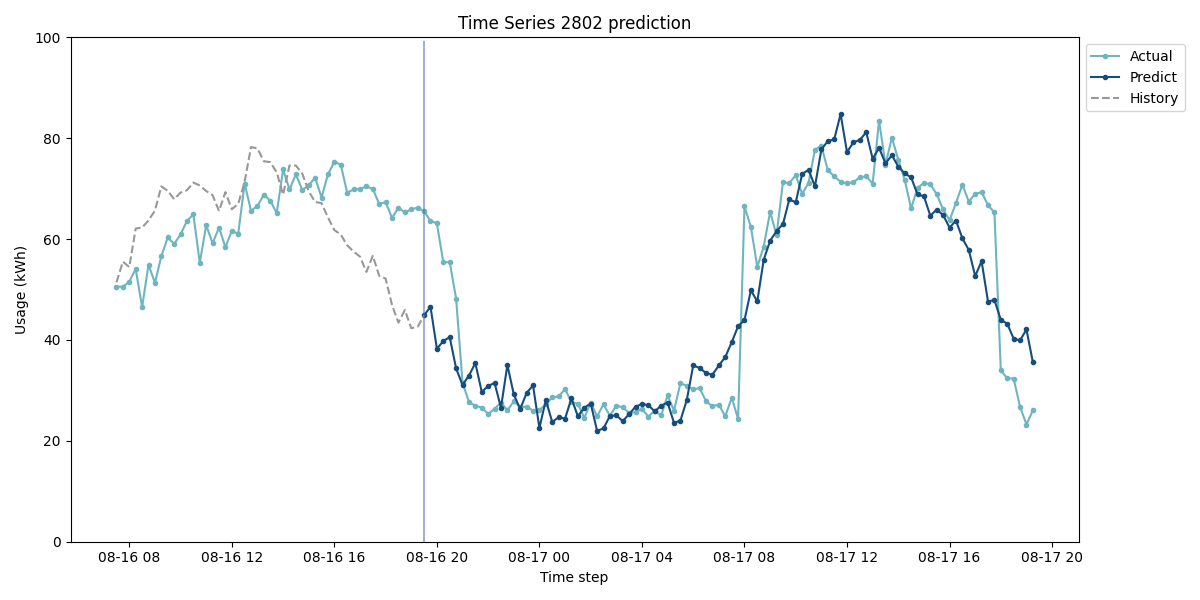 Time Series 2802 prediction
100
80
60
40
20
0
Usage (kWh)
08-16 08
08-16 12
08-16 16
08-16 20
08-17 00
08-17 04
08-17 08
08-17 12
08-17 16
08-17 20
Time step
Actual
Predict
History